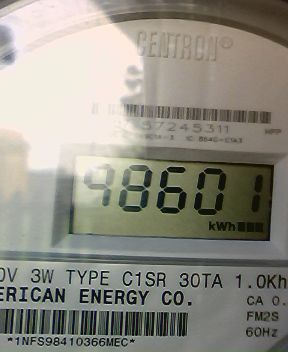 CENTRON®
57245311
98601
kWh
0V 3W TYPE C1SR 30TA 1.0Kh
ERICAN ENERGY CO.
CA 0.
FM2S
60Hz
*1NFS98410366MEC*